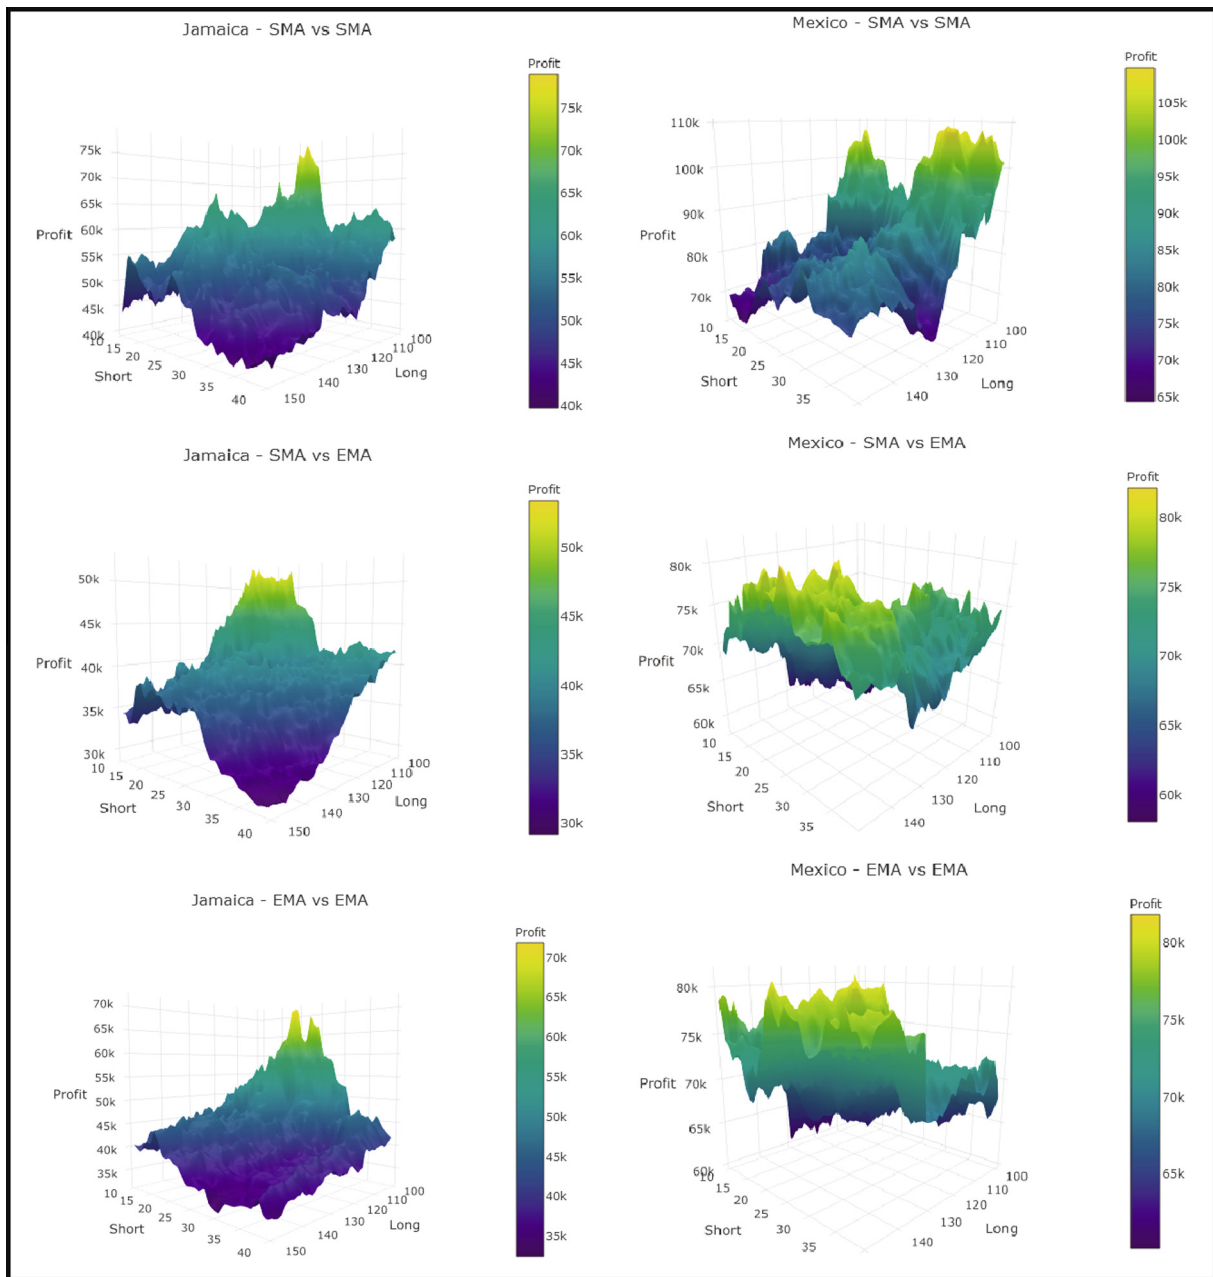 Jamaica - SMA vs SMA
Profit
75k
70k
65k
60k
55k
50k
45k
40k
75k
70k
65k
60k
55k
50k
45k
40k
Profit
10
15
20
25
30
35
40
Short
150
140
130
120
110
100
Long
Mexico - SMA vs SMA
Profit
105k
100k
95k
90k
85k
80k
75k
70k
65k
110k
100k
90k
80k
70k
Profit
10
15
20
25
30
35
Short
140
130
120
110
100
Long
Jamaica - SMA vs EMA
Profit
50k
45k
40k
35k
30k
50k
45k
40k
35k
30k
Profit
10
15
20
25
30
35
40
Short
150
140
130
120
110
100
Long
Mexico - SMA vs EMA
Profit
80k
75k
70k
65k
60k
80k
75k
70k
65k
60k
Profit
10
15
20
25
30
35
Short
140
130
120
110
100
Long
Jamaica - EMA vs EMA
Profit
70k
65k
60k
55k
50k
45k
40k
35k
70k
65k
60k
55k
50k
45k
40k
35k
Profit
10
15
20
25
30
35
40
Short
150
140
130
120
110
100
Long
Mexico - EMA vs EMA
Profit
80k
75k
70k
65k
80k
75k
70k
65k
60k
Profit
10
15
20
25
30
35
Short
140
130
120
110
100
Long